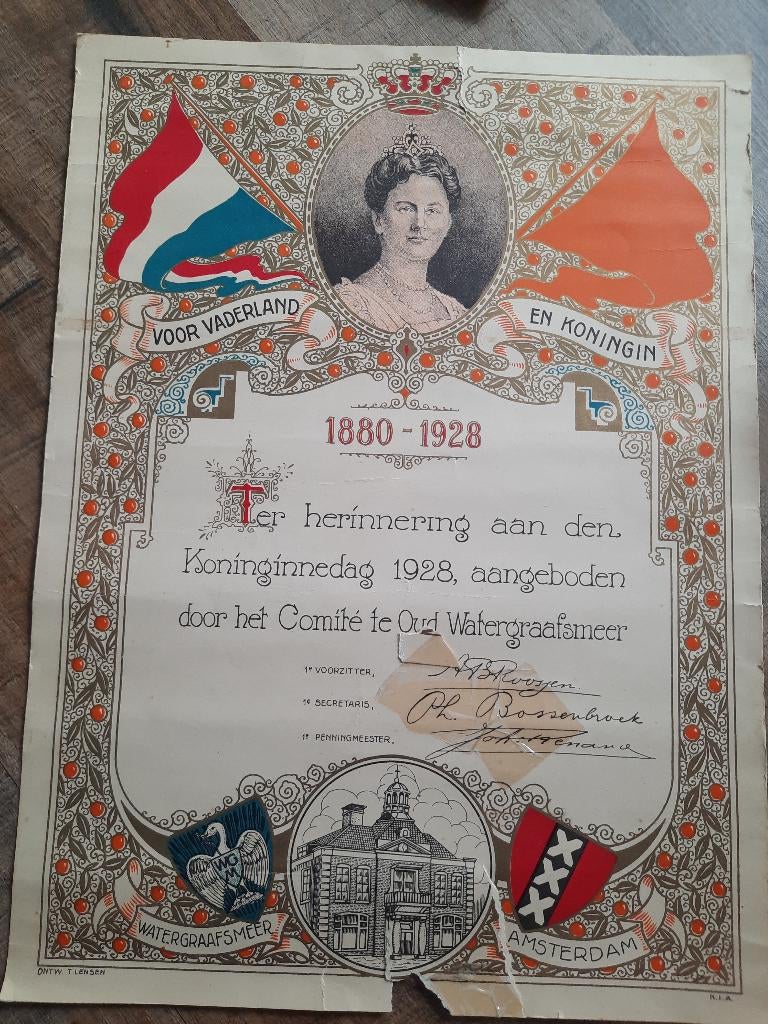 VOOR VADERLAND
EN KONINGIN
1880 - 1928
Ter herinnering aan den
Koninginnedag 1928, aangeboden
door het Comité te Oud Watergraafsmeer
1e VOORZITTER,
1e SECRETARIS, Ph. Bossenbroek
1e PENNINGMEESTER,
WGM
WATERGRAAFSMEER
AMSTERDAM
ONTW. T. LENSEN